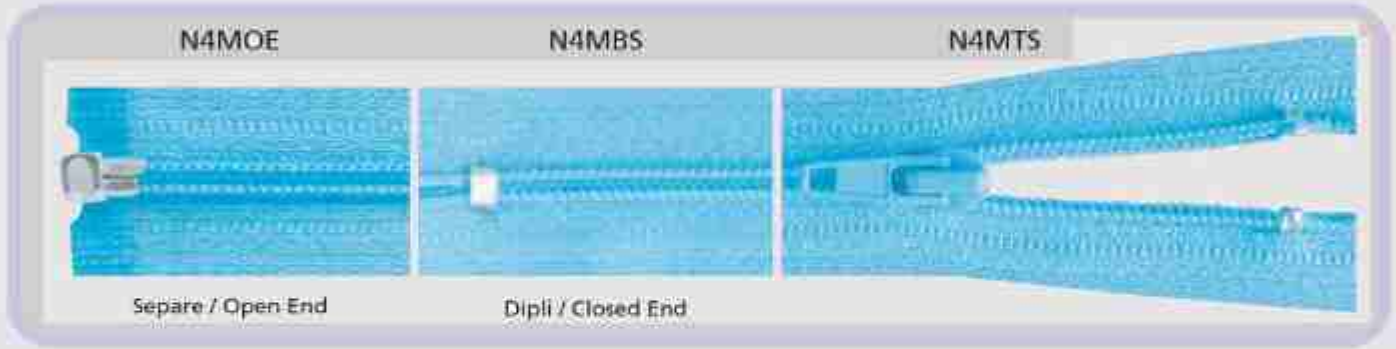 N4MOE
N4MBS
N4MTS
Separe / Open End
Dipli / Closed End